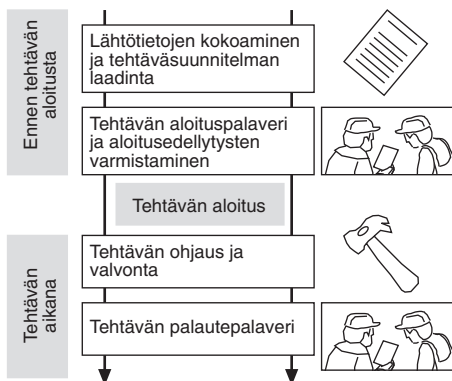 Ennen tehtävän
aloitusta
Lähtötietojen kokoaminen
ja tehtäväsuunnitelman
laadinta
Tehtävän aloituspalaveri
ja aloitusedellytysten
varmistaminen
Tehtävän aloitus
Tehtävän
aikana
Tehtävän ohjaus ja
valvonta
Tehtävän palautepalaveri